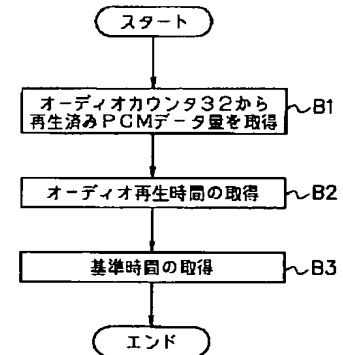 スタート
オーディオカウンタ32から
再生済みPCMデータ量を取得
B1
オーディオ再生時間の取得
B2
基準時間の取得
B3
エンド